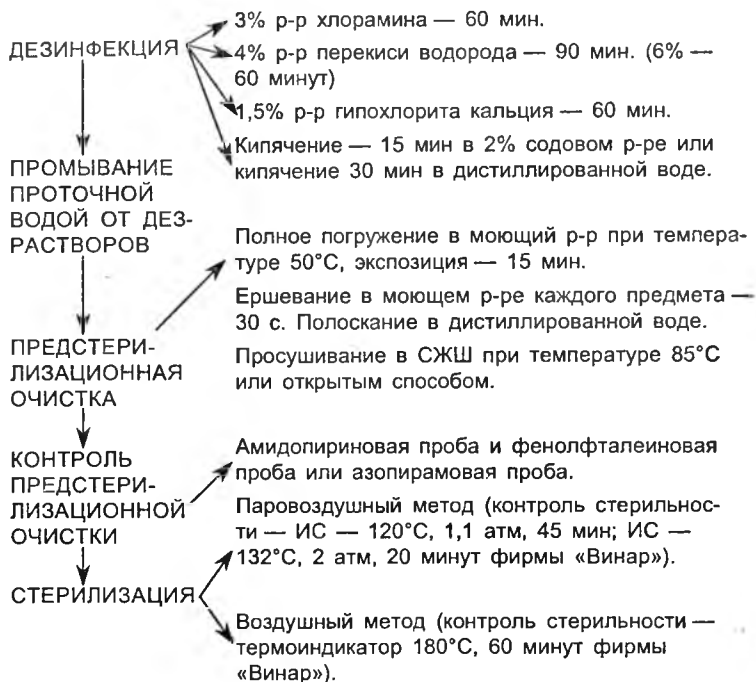 ДЕЗИНФЕКЦИЯ
3% р-р хлорамина — 60 мин.
4% р-р перекиси водорода — 90 мин. (6% —
60 минут)
1,5% р-р гипохлорита кальция — 60 мин.
Кипячение — 15 мин в 2% содовом р-ре или
кипячение 30 мин в дистиллированной воде.
ПРОМЫВАНИЕ
ПРОТОЧНОЙ
ВОДОЙ ОТ ДЕЗ-
РАСТВОРОВ
Полное погружение в моющий р-р при темпера-
туре 50°С, экспозиция — 15 мин.
Ершевание в моющем р-ре каждого предмета —
30 с. Полоскание в дистиллированной воде.
Просушивание в СЖШ при температуре 85°С
или открытым способом.
ПРЕДСТЕРИ-
ЛИЗАЦИОННАЯ
ОЧИСТКА
КОНТРОЛЬ
ПРЕДСТЕРИ-
ЛИЗАЦИОННОЙ
ОЧИСТКИ
Амидопириновая проба и фенолфталеиновая
проба или азопирамовая проба.
СТЕРИЛИЗАЦИЯ
Паровоздушный метод (контроль стерильнос-
ти — ИС — 120°С, 1,1 атм, 45 мин; ИС —
132°С, 2 атм, 20 минут фирмы «Винар»).
Воздушный метод (контроль стерильности —
термоиндикатор 180°С, 60 минут фирмы
«Винар»).